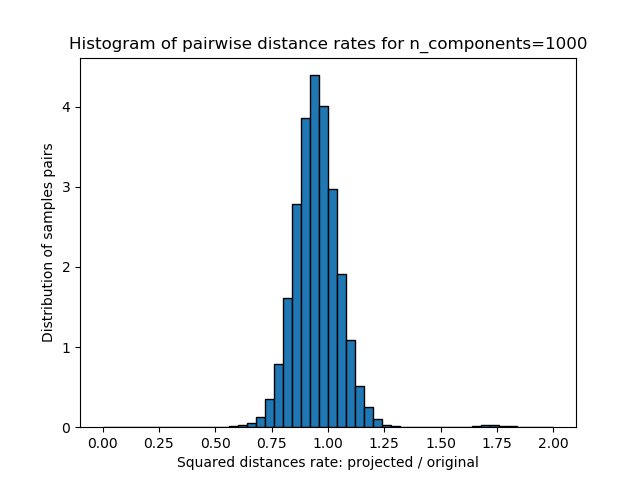 Histogram of pairwise distance rates for n_components=1000
Distribution of samples pairs
4
3
2
1
0
0.00 0.25 0.50 0.75 1.00 1.25 1.50 1.75 2.00
Squared distances rate: projected / original